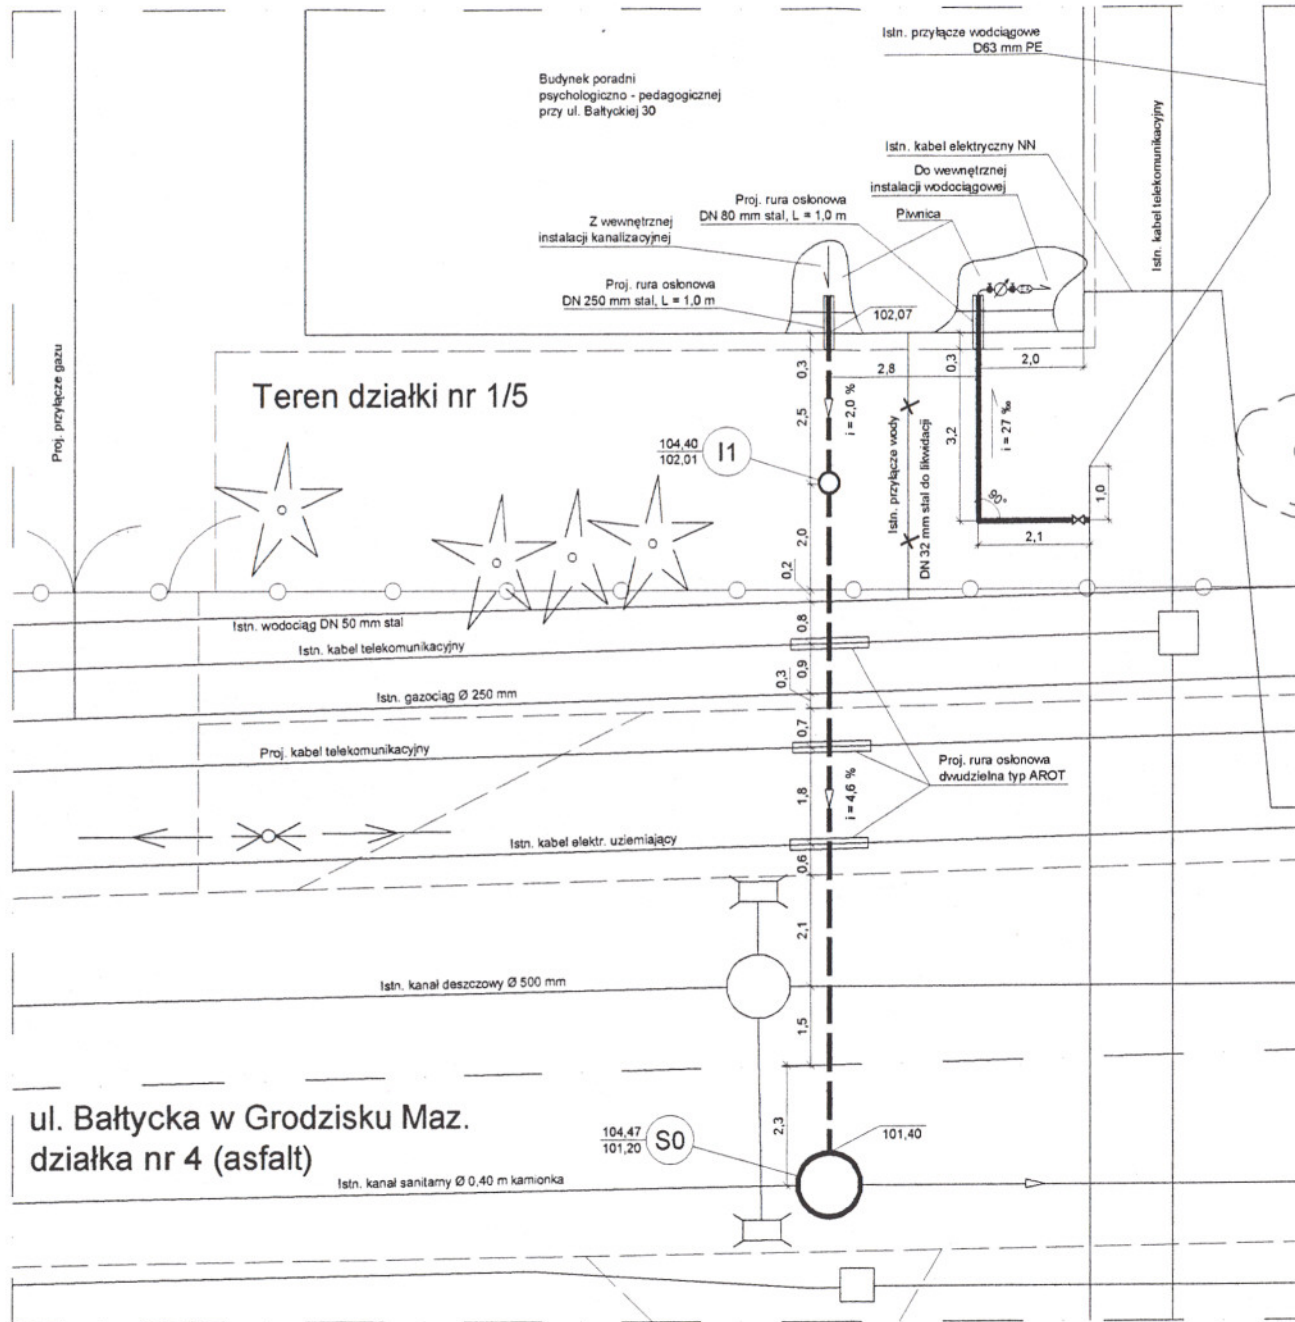 Istn. przyłącze wodciągowe
D63 mm PE
Budynek poradni
psychologiczno - pedagogicznej
przy ul. Bałtyckiej 30
Istn. kabel telekomunikacyjny
Istn. kabel elektryczny NN
Do wewnętrznej
instalacji wodociągowej
Proj. rura osłonowa
DN 80 mm stal, L = 1,0 m
Piwnica
Z wewnętrznej
instalacji kanalizacyjnej
Proj. rura osłonowa
DN 250 mm stal, L = 1,0 m
102,07
Proj. przyłącze gazu
Teren działki nr 1/5
0,3
2,8
0,3
2,0
2,5
i = 2,0 %
3,2
i = 27 ‰
104,40
102,01
I1
Istn. przyłącze wody
DN 32 mm stal do likwidacji
90°
1,0
2,1
2,0
0,2
Istn. wodociąg DN 50 mm stal
0,8
Istn. kabel telekomunikacyjny
0,9
0,3
Istn. gazociąg Ø 250 mm
0,7
Proj. kabel telekomunikacyjny
Proj. rura osłonowa
dwudzielna typ AROT
1,8
i = 4,6 %
Istn. kabel elektr. uziemiający
0,6
2,1
Istn. kanał deszczowy Ø 500 mm
1,5
ul. Bałtycka w Grodzisku Maz.
działka nr 4 (asfalt)
2,3
104,47
101,20
S0
101,40
Istn. kanał sanitarny Ø 0,40 m kamionka